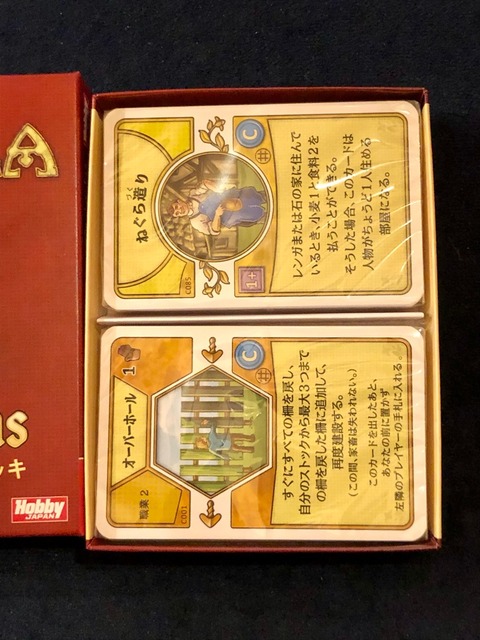 A
us
ッキ
Hobby
JAPAN
ねぐら造り
C085
C
1+
レンガまたは石の家に住んで
いるとき、小麦1と食料2を
払うことができる。
そうした場合、このカードは
人物がちょうど1人住める
部屋になる。
1
オーバーホール
職業 2
C001
C
すぐにすべての柵を戻し、
自分のストックから最大3つまで
の柵を戻した柵に追加して、
再度建設する。
(この間、家畜は失われない。)
このカードを出したあと、
あなたの前に置かず
左隣のプレイヤーの手札に入れる